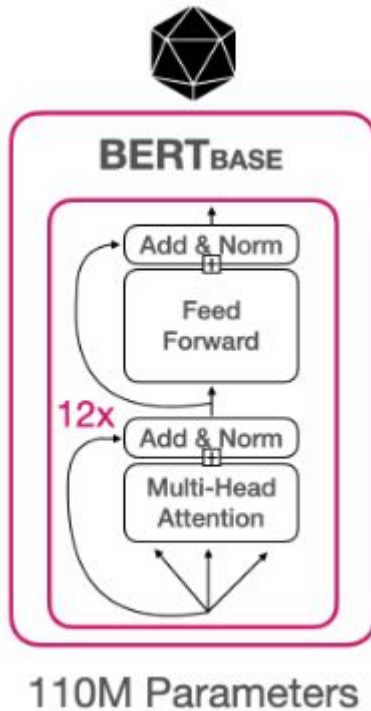 BERTBASE
Add & Norm
Feed
Forward
12x
Add & Norm
Multi-Head
Attention
110M Parameters